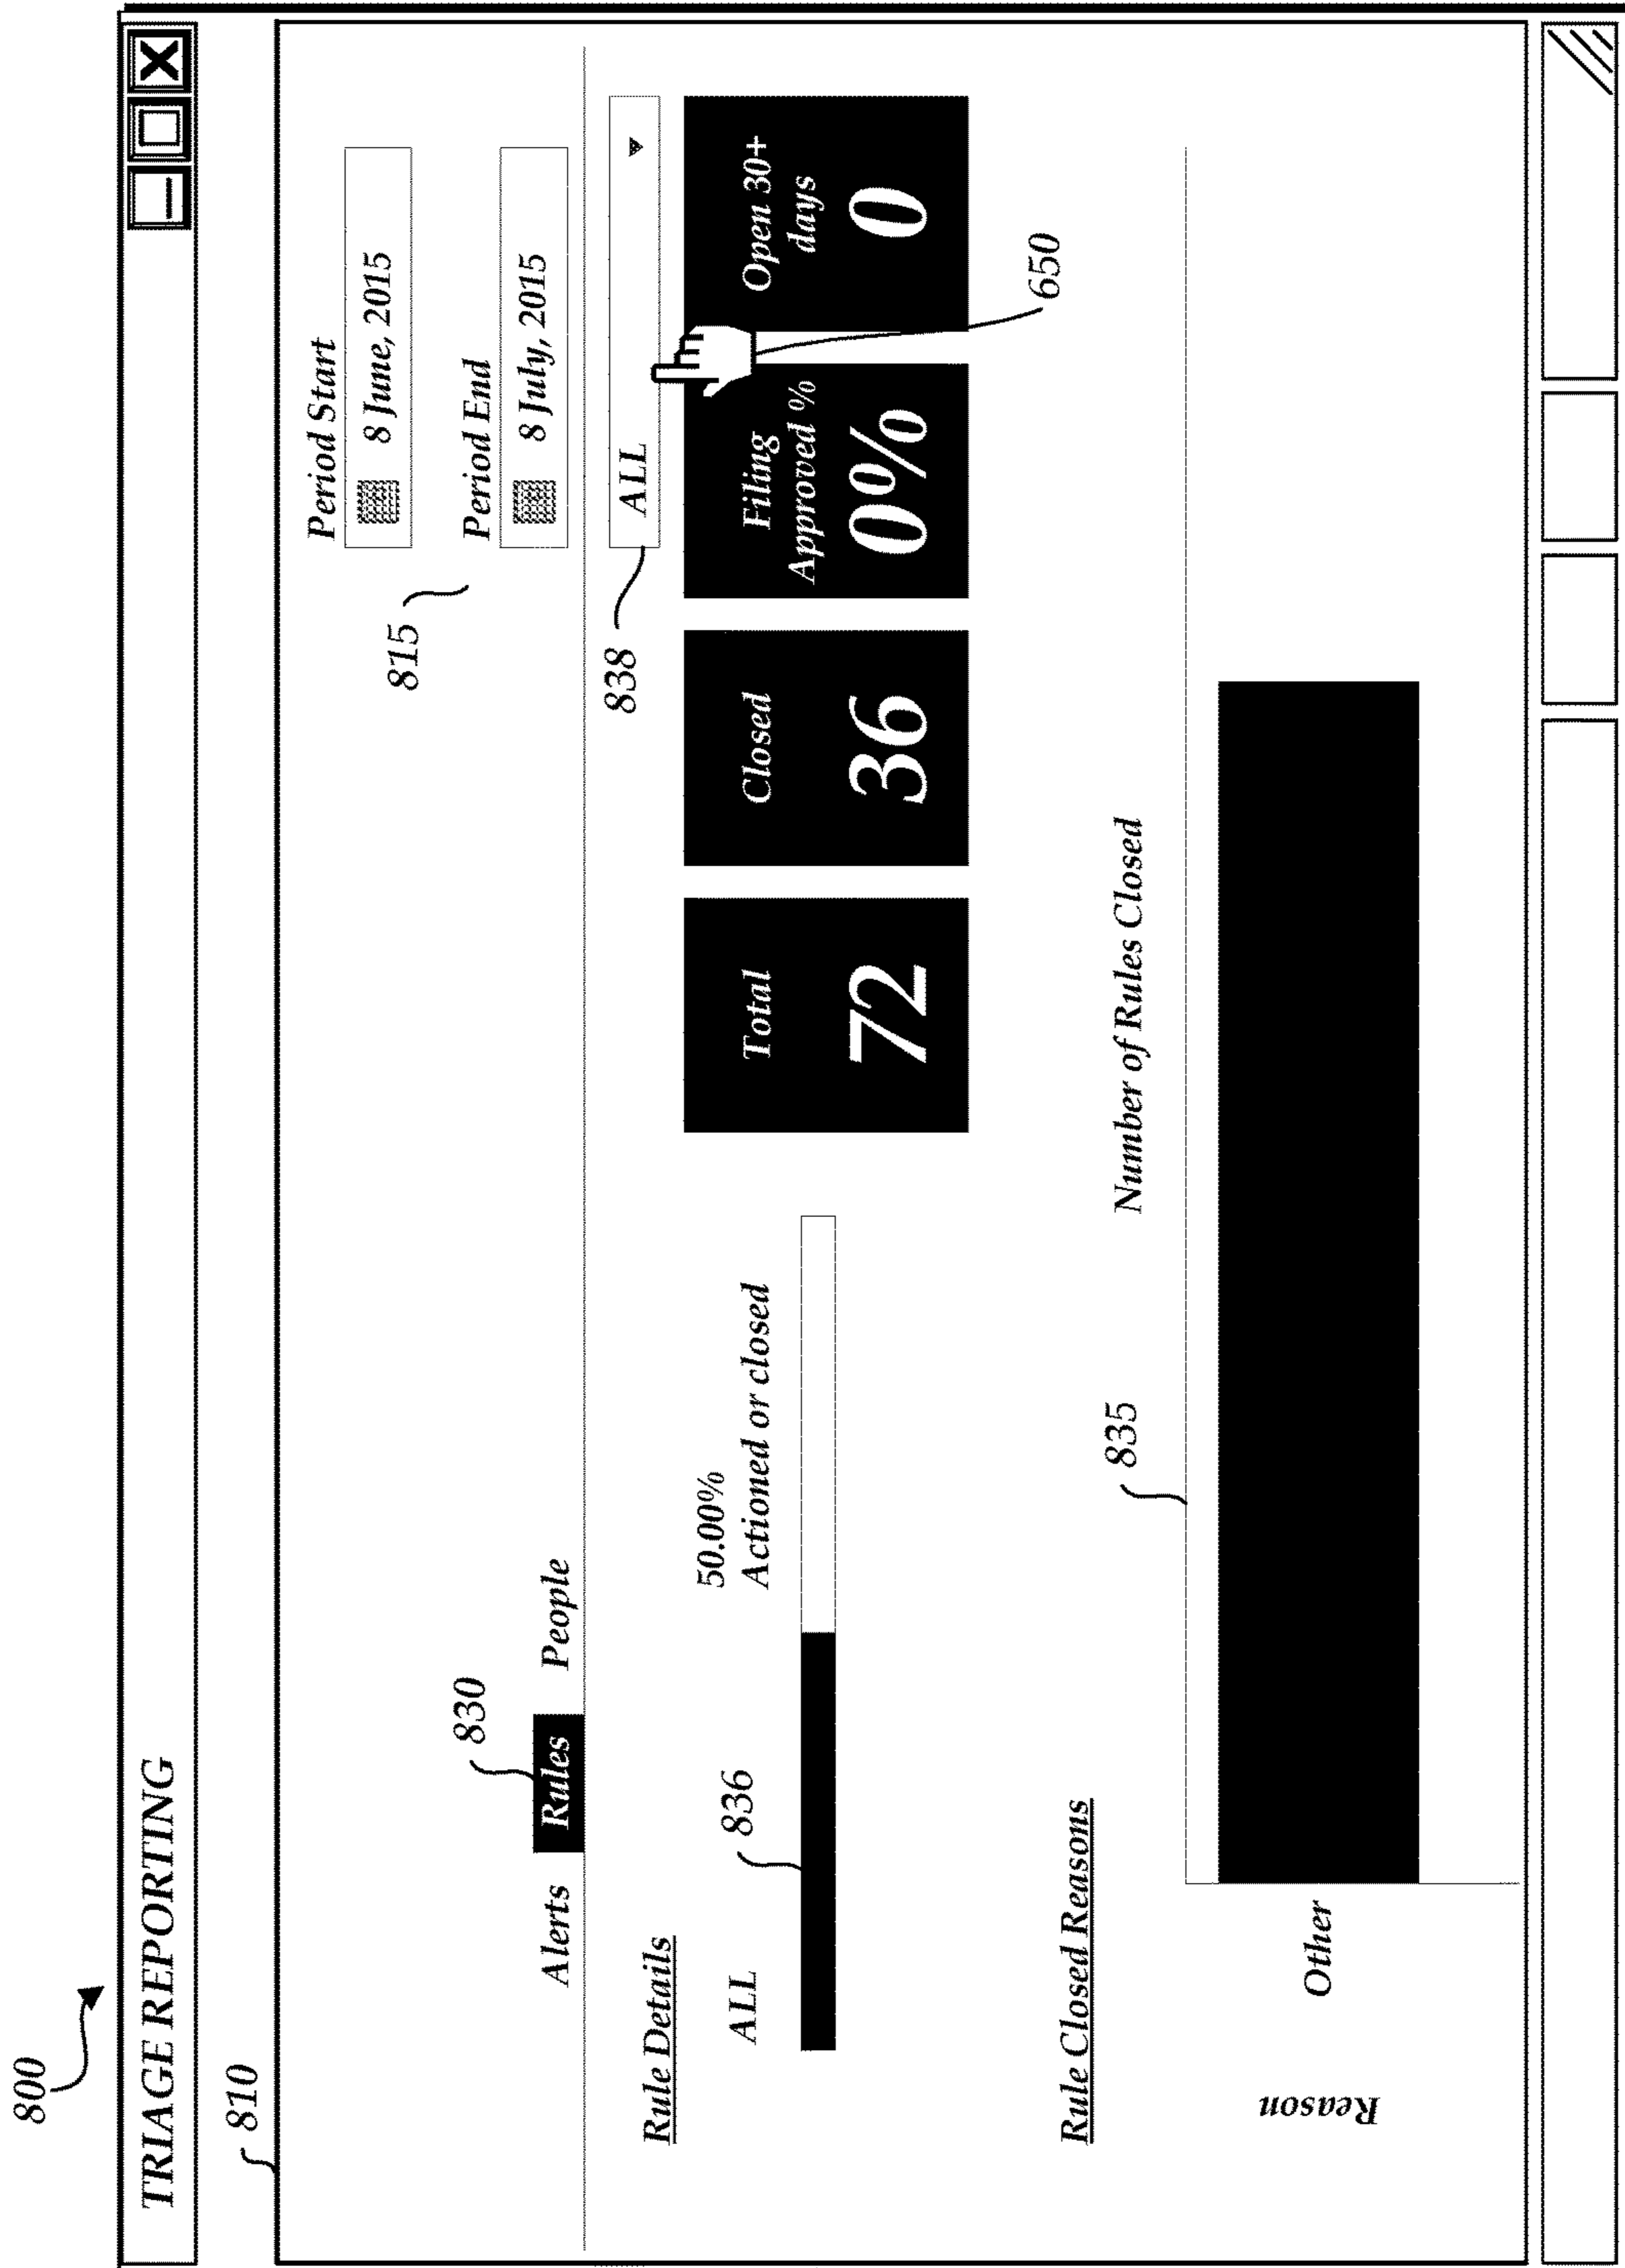 800
TRIAGE REPORTING
810
Period Start
8 June, 2015
815
Period End
8 July, 2015
830
Alerts Rules People
838
ALL
Rule Details
ALL
836
50.00%
Actioned or closed
Total
72
Closed
36
Filing
Approved %
0%
Open 30+
days
0
650
Rule Closed Reasons
835
Number of Rules Closed
Reason
Other